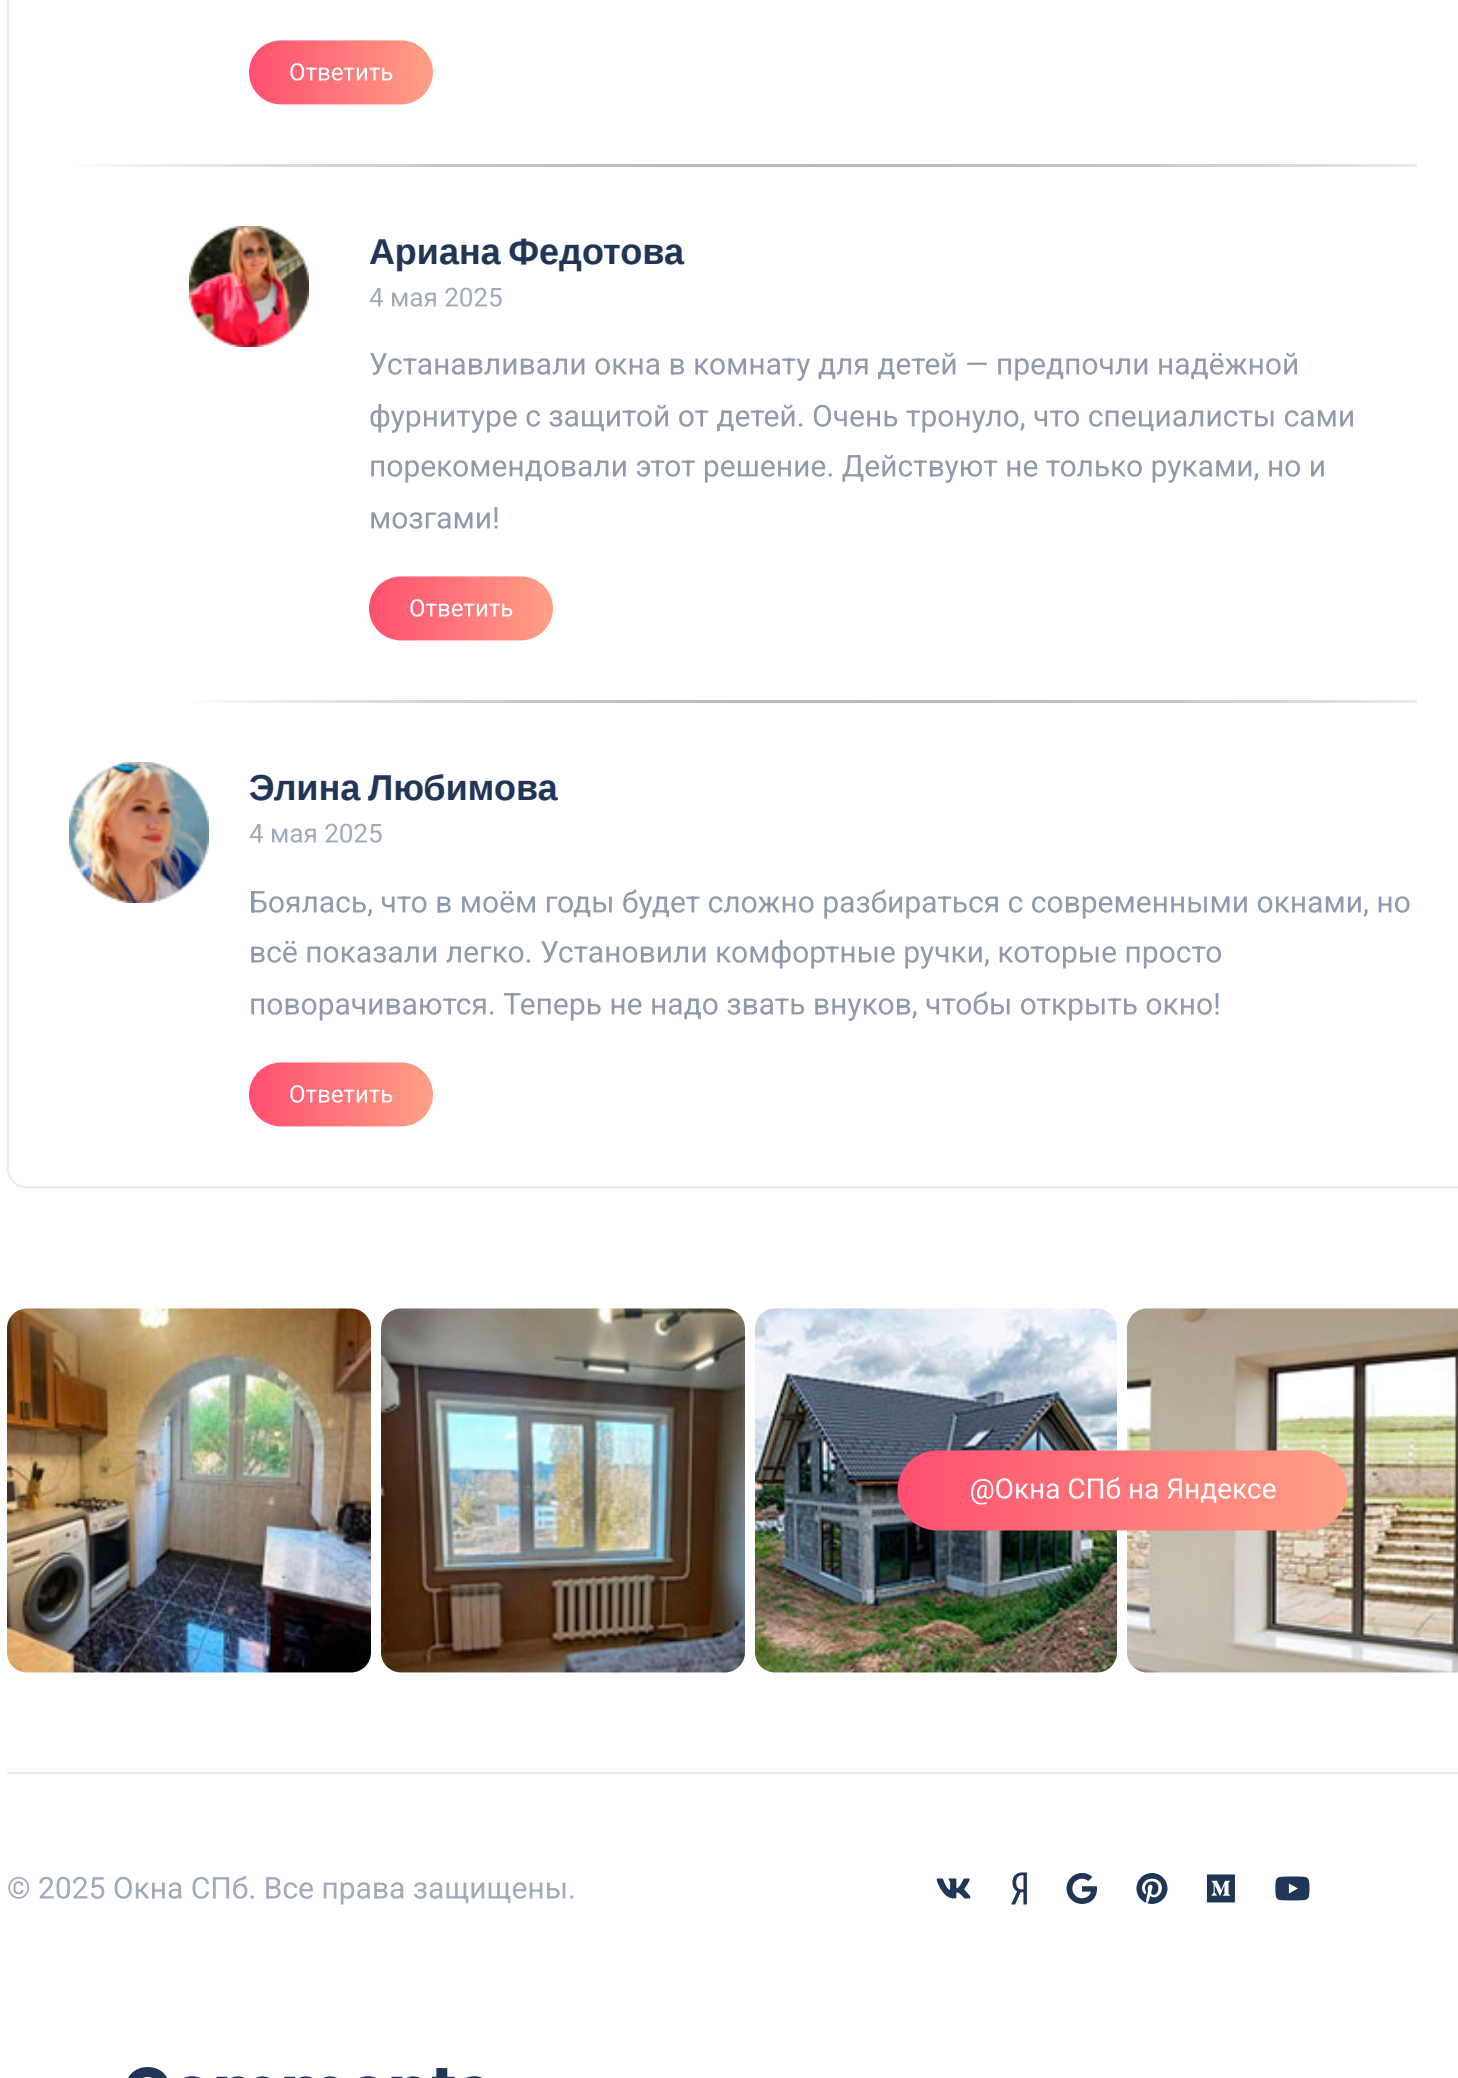 Ответить
Ариана Федотова
4 мая 2025
Устанавливали окна в комнату для детей — предпочли надёжной
фурнитуре с защитой от детей. Очень тронуло, что специалисты сами
порекомендовали этот решение. Действуют не только руками, но и
мозгами!
Ответить
Элина Любимова
4 мая 2025
Боялась, что в моём годы будет сложно разбираться с современными окнами, но
всё показали легко. Установили комфортные ручки, которые просто
поворачиваются. Теперь не надо звать внуков, чтобы открыть окно!
Ответить
@Окна СПб на Яндексе
© 2025 Окна СПб. Все права защищены.